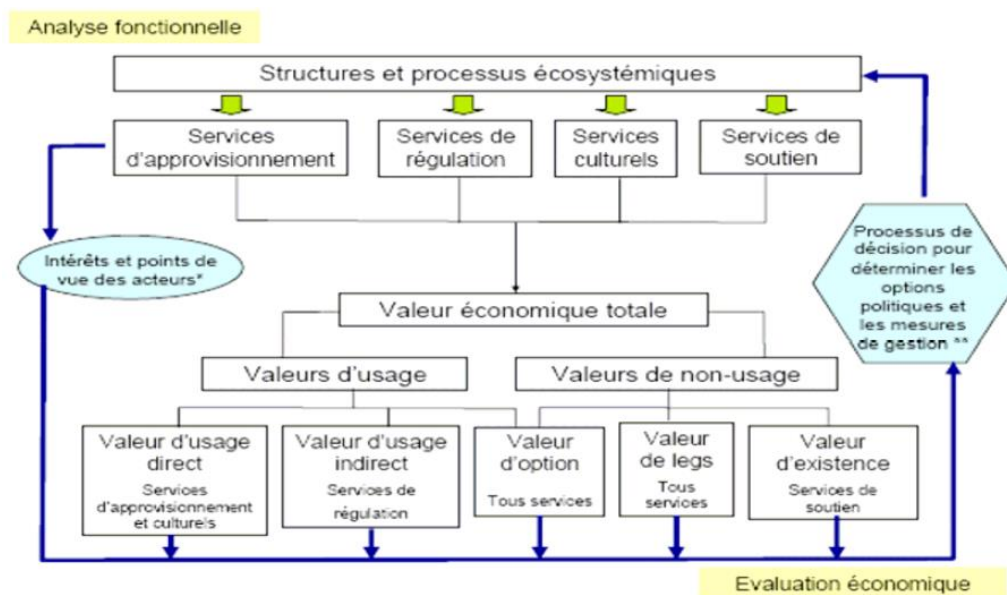 Analyse fonctionnelle
Structures et processus écosystémiques
Services
d'approvisionnement
Services de
régulation
Services
culturels
Services de
soutien
Intérêts et points de
vue des acteurs*
Processus de
décision pour
déterminer les
options
politiques et
les mesures
de gestion **
Valeur économique totale
Valeurs d'usage
Valeurs de non-usage
Valeur d'usage
direct
Services
d'approvisionnement
et culturels
Valeur d'usage
indirect
Services de
régulation
Valeur
d'option
Tous services
Valeur
de legs
Tous
services
Valeur
d'existence
Services de
soutien
Evaluation économique